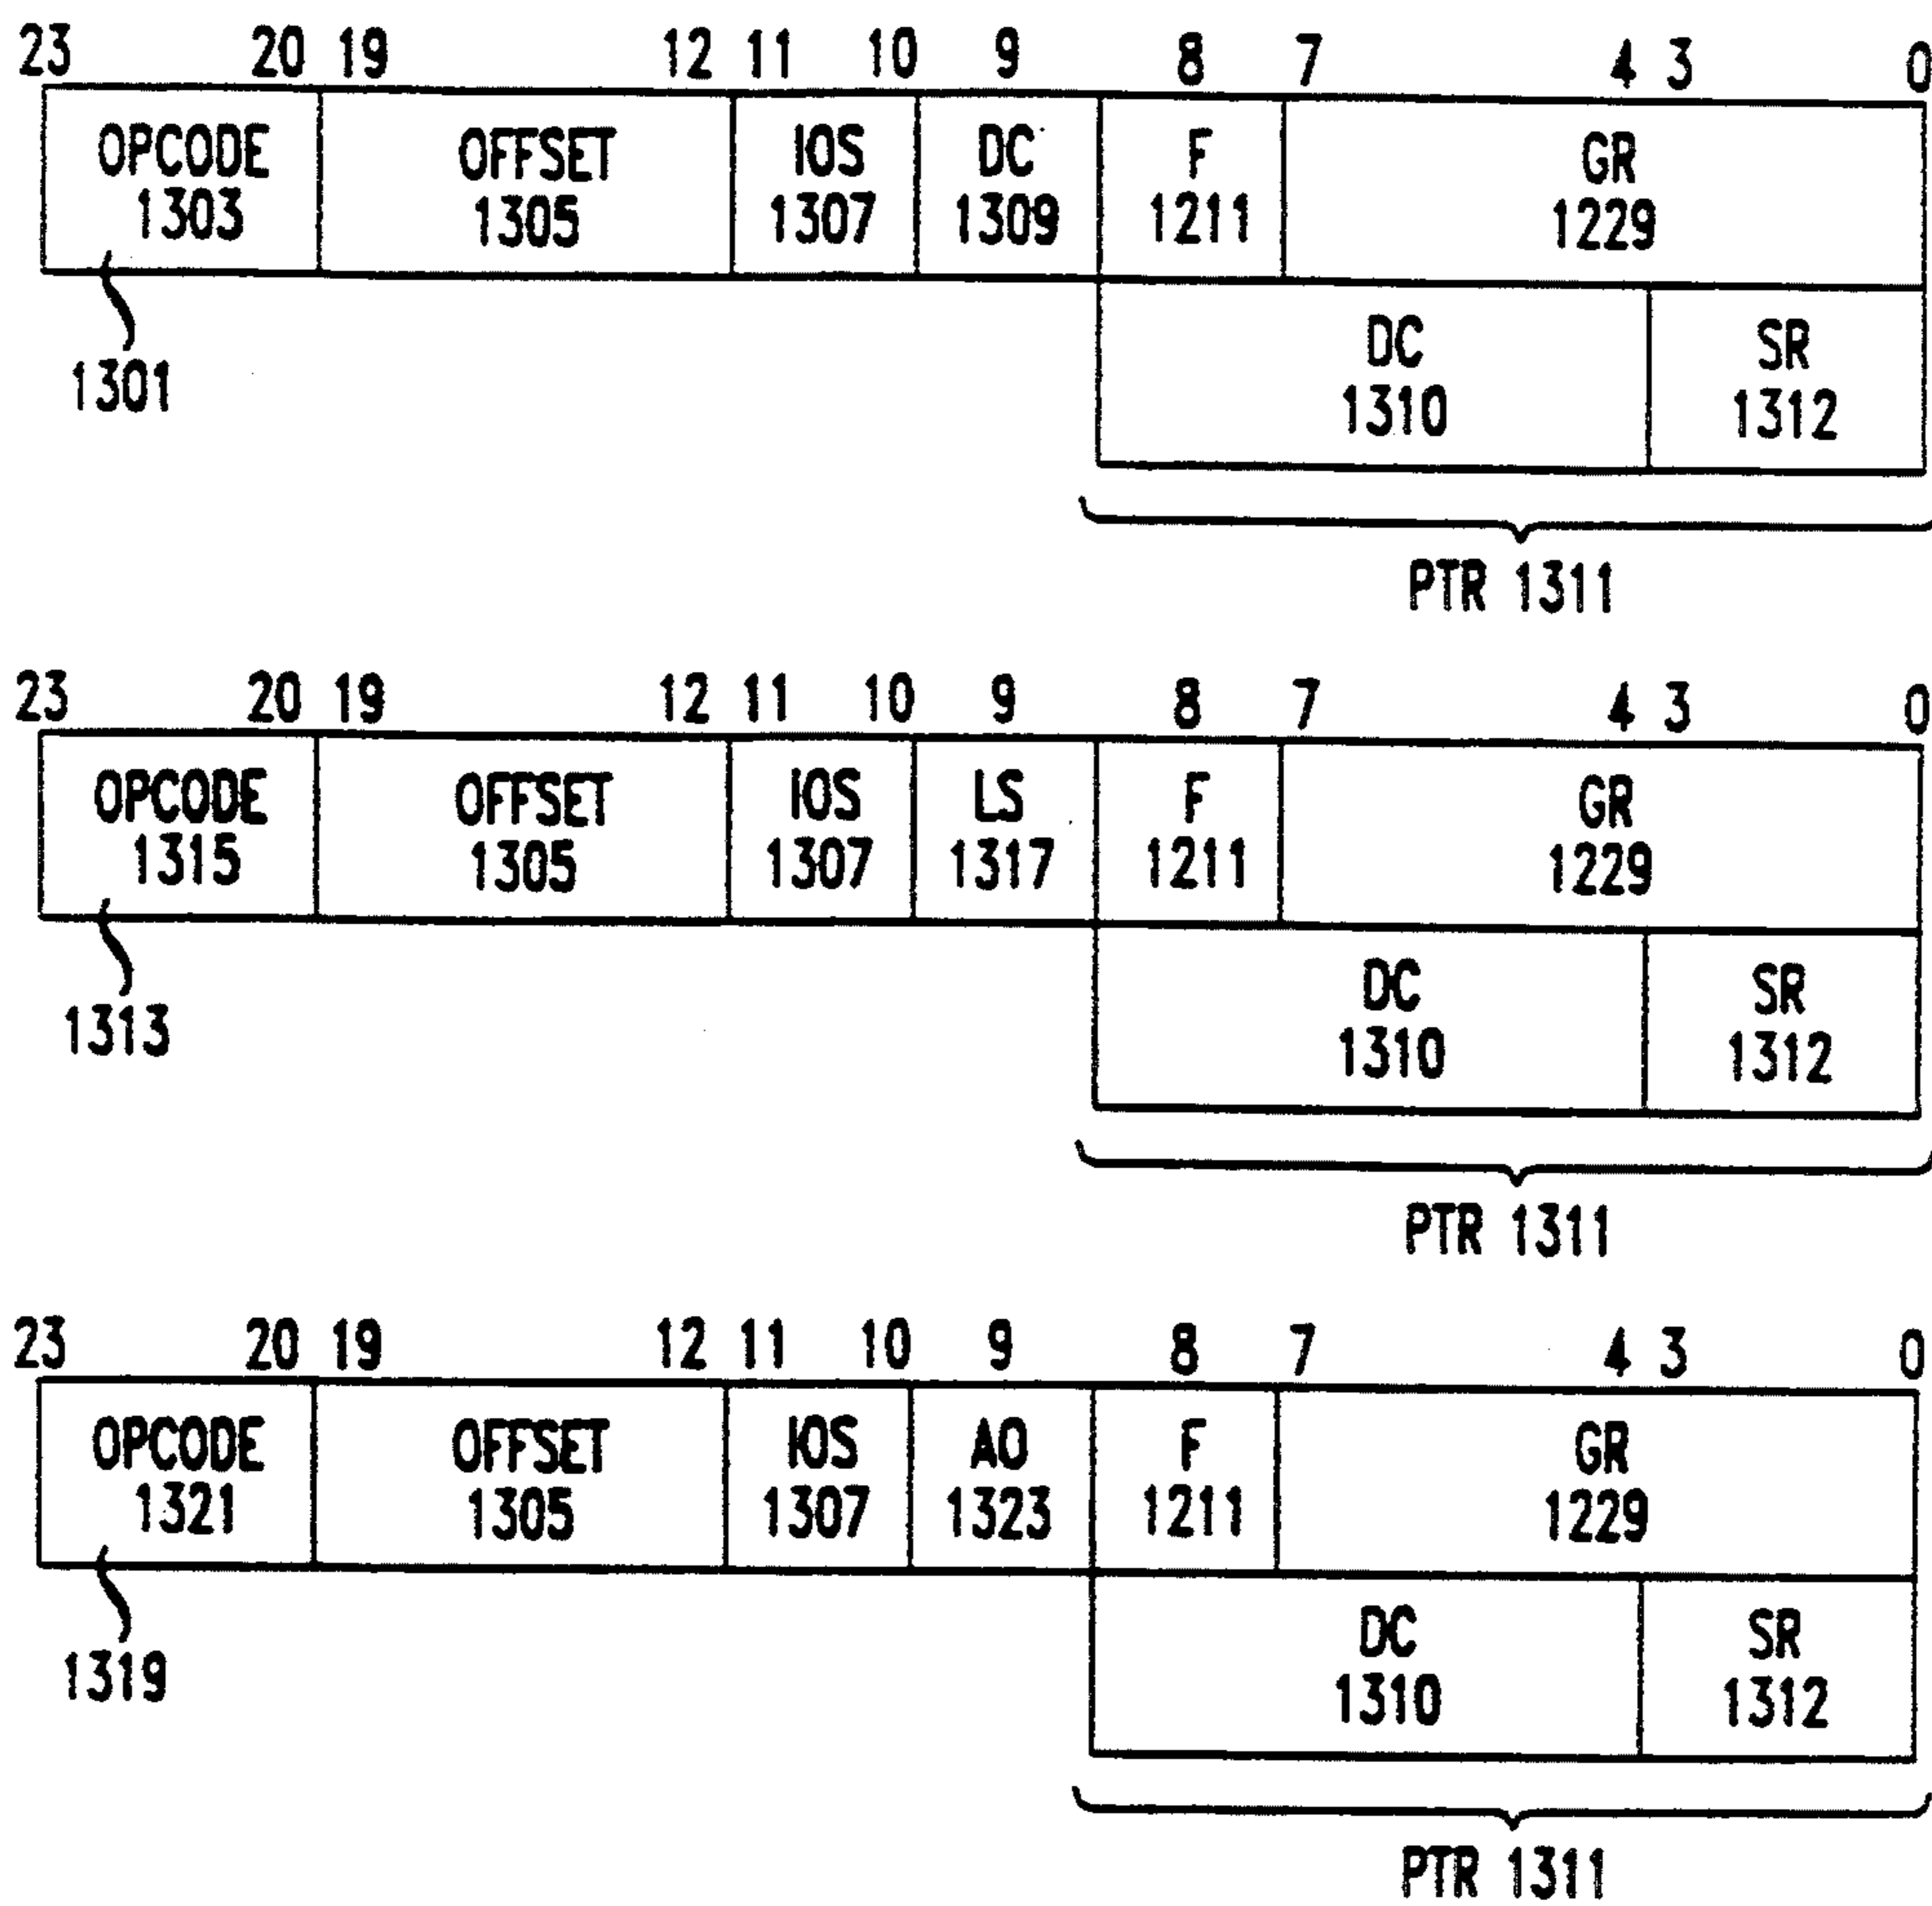 23 20 19 12 11 10 9 8 7 4 3 0
OPCODE OFFSET IOS DC F GR
1303 1305 1307 1309 1211 1229
DC SR
1301 1310 1312
PTR 1311
23 20 19 12 11 10 9 8 7 4 3 0
OPCODE OFFSET IOS LS F GR
1315 1305 1307 1317 1211 1229
DC SR
1313 1310 1312
PTR 1311
23 20 19 12 11 10 9 8 7 4 3 0
OPCODE OFFSET IOS AO F GR
1321 1305 1307 1323 1211 1229
DC SR
1319 1310 1312
PTR 1311